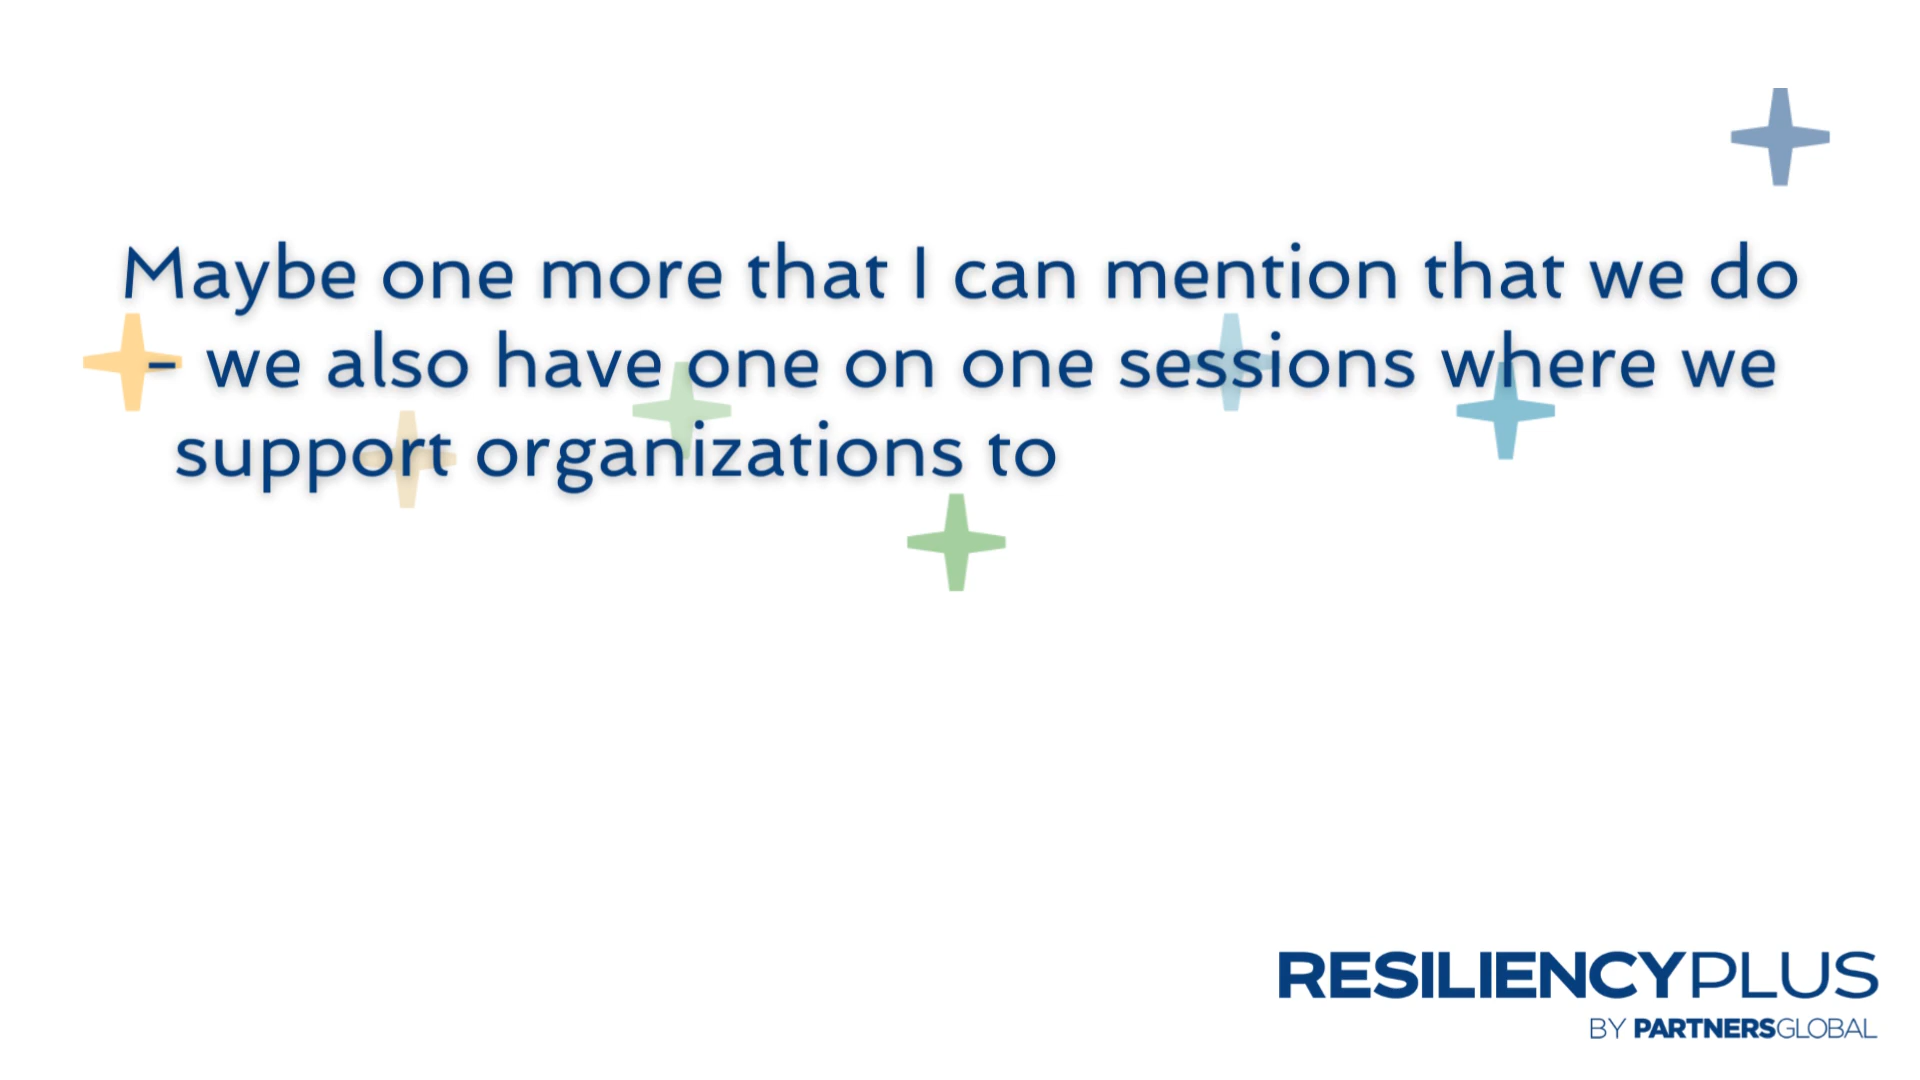 Maybe one more that I can mention that we do
– we also have one on one sessions where we
support organizations to
RESILIENCYPLUS
BY PARTNERSGLOBAL